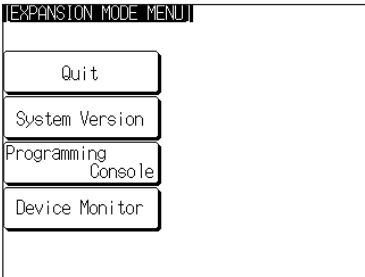 [EXPANSION MODE MENU]
Quit
System Version
Programming
Console
Device Monitor